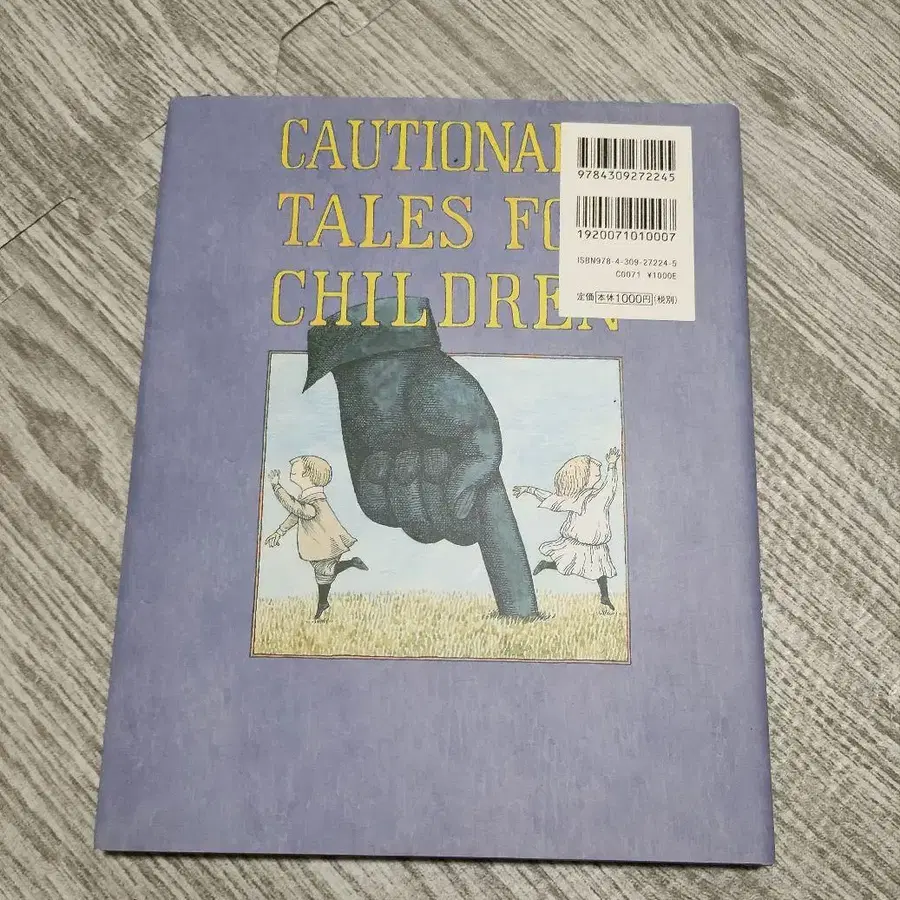 CAUTIONA
TALES FO
CHILDREN
9784309272245
1920071010007
ISBN978-4-309-27224-5
C0071 ¥1000E
定価 本体1000円(税別)